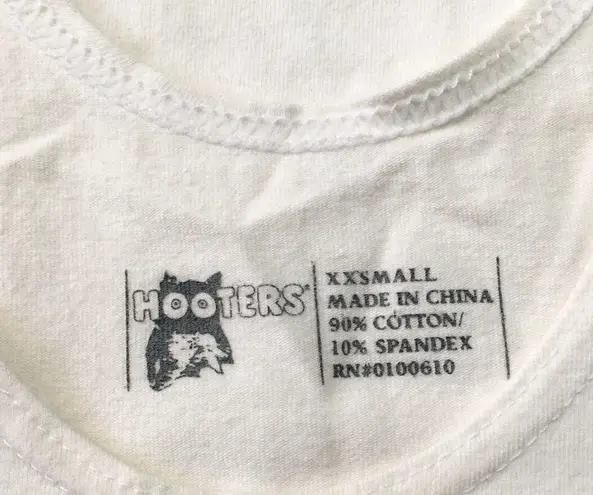 HOOTERS
XXSMALL
MADE IN CHINA
90% COTTON/
10% SPANDEX
RN#0100610